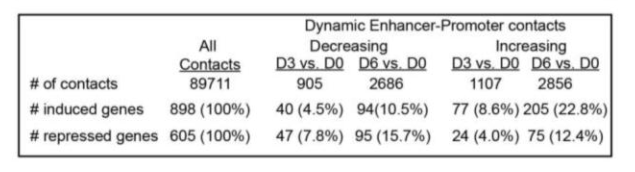 Dynamic Enhancer-Promoter contacts
All Decreasing Increasing
Contacts D3 vs. D0 D6 vs. D0 D3 vs. D0 D6 vs. D0
# of contacts 89711 905 2686 1107 2856
# induced genes 898 (100%) 40 (4.5%) 94(10.5%) 77 (8.6%) 205 (22.8%)
# repressed genes 605 (100%) 47 (7.8%) 95 (15.7%) 24 (4.0%) 75 (12.4%)